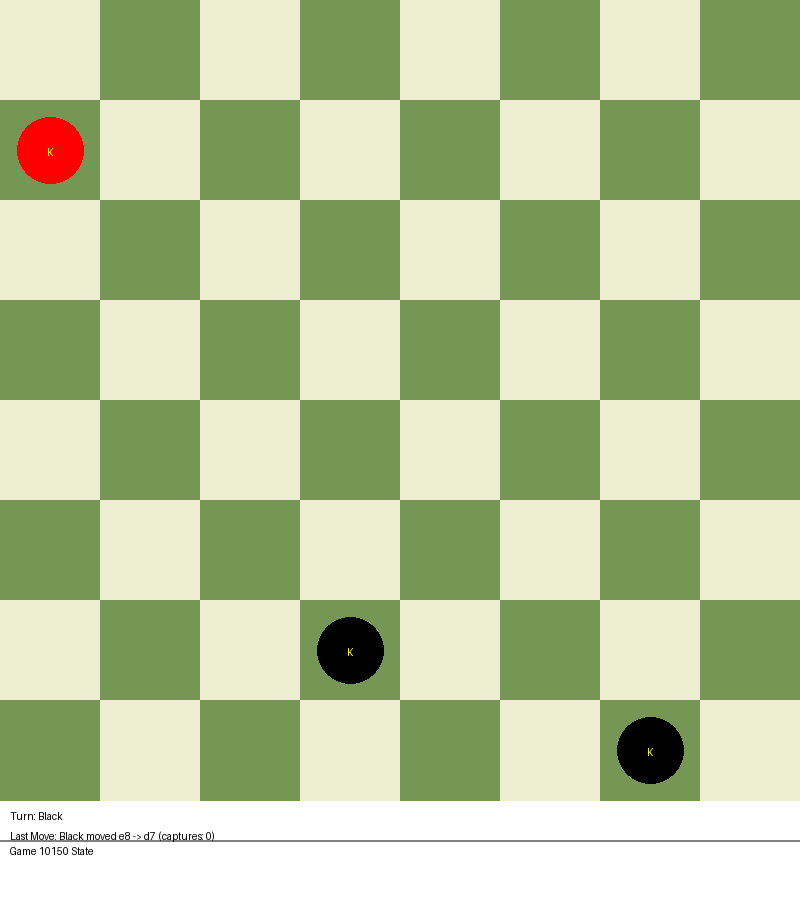 K
K
K
Turn: Black
Last Move: Black moved e8 -> d7 (captures: 0)
Game 10150 State